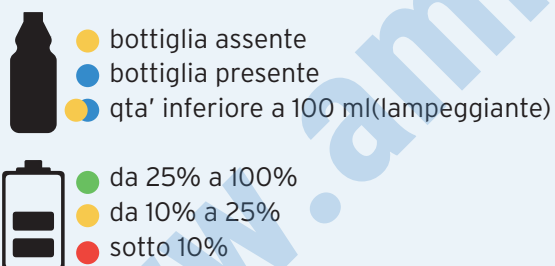 bottiglia assente
bottiglia presente
qta' inferiore a 100 ml(lampeggiante)
da 25% a 100%
da 10% a 25%
sotto 10%